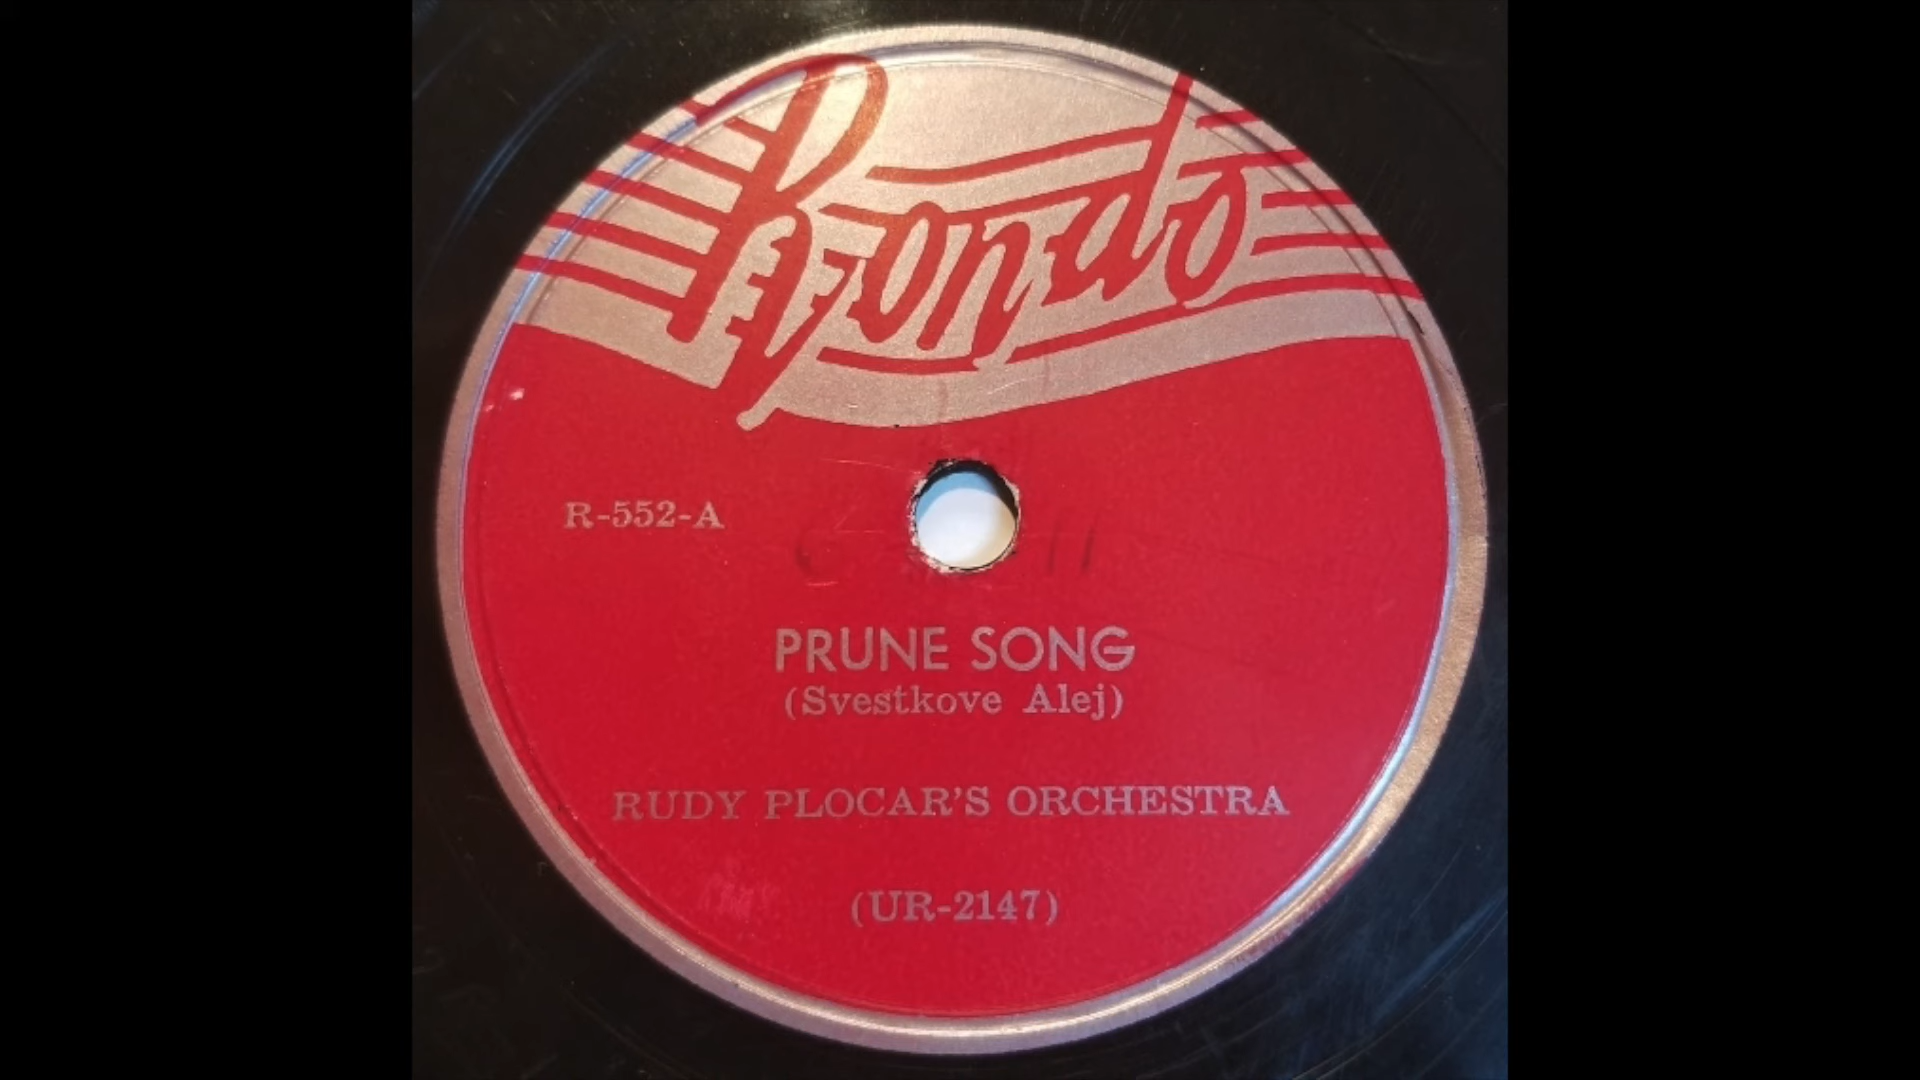 Rondo
R-552-A
PRUNE SONG
(Svestkove Alej)
RUDY PLOCAR'S ORCHESTRA
(UR-2147)